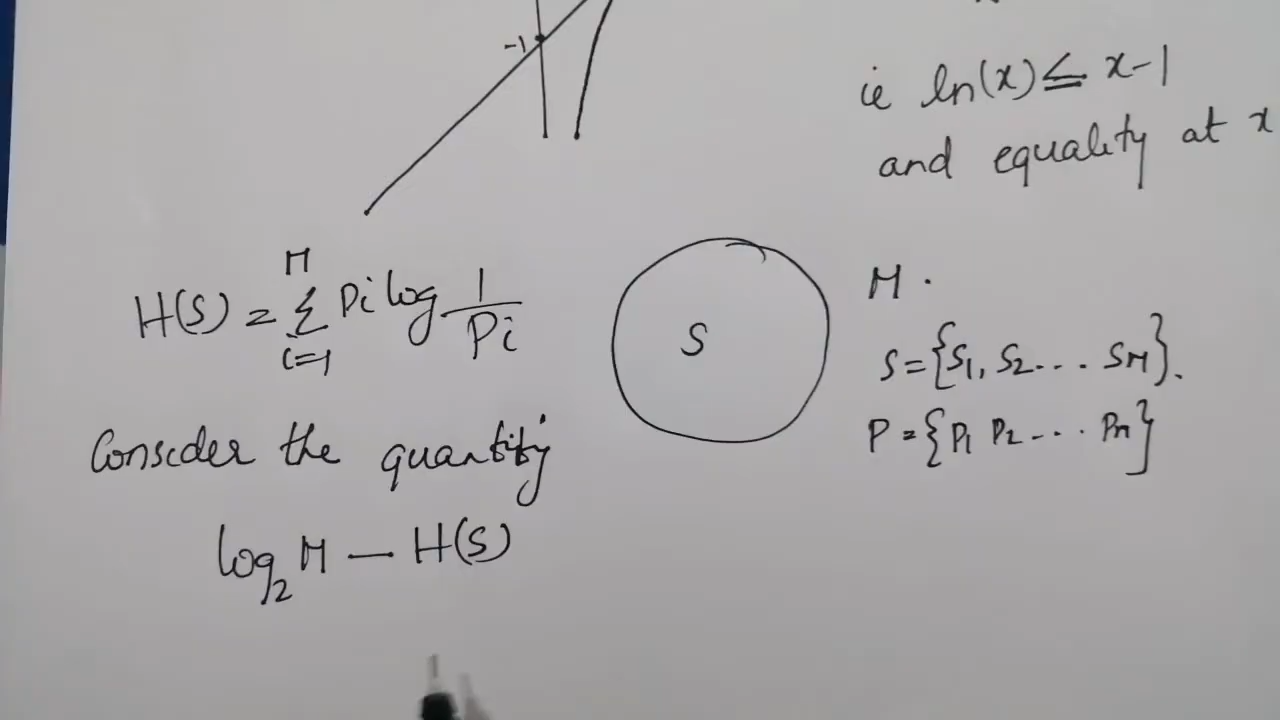 -1
ie ln(x) ≤ x-1
and equality at x
H(S) = M Σ i=1 Pi log 1/Pi
S
M .
S={S1, S2... SM}.
P={P1 P2 ... Pn}
Consider the quantity
log2 M — H(S)